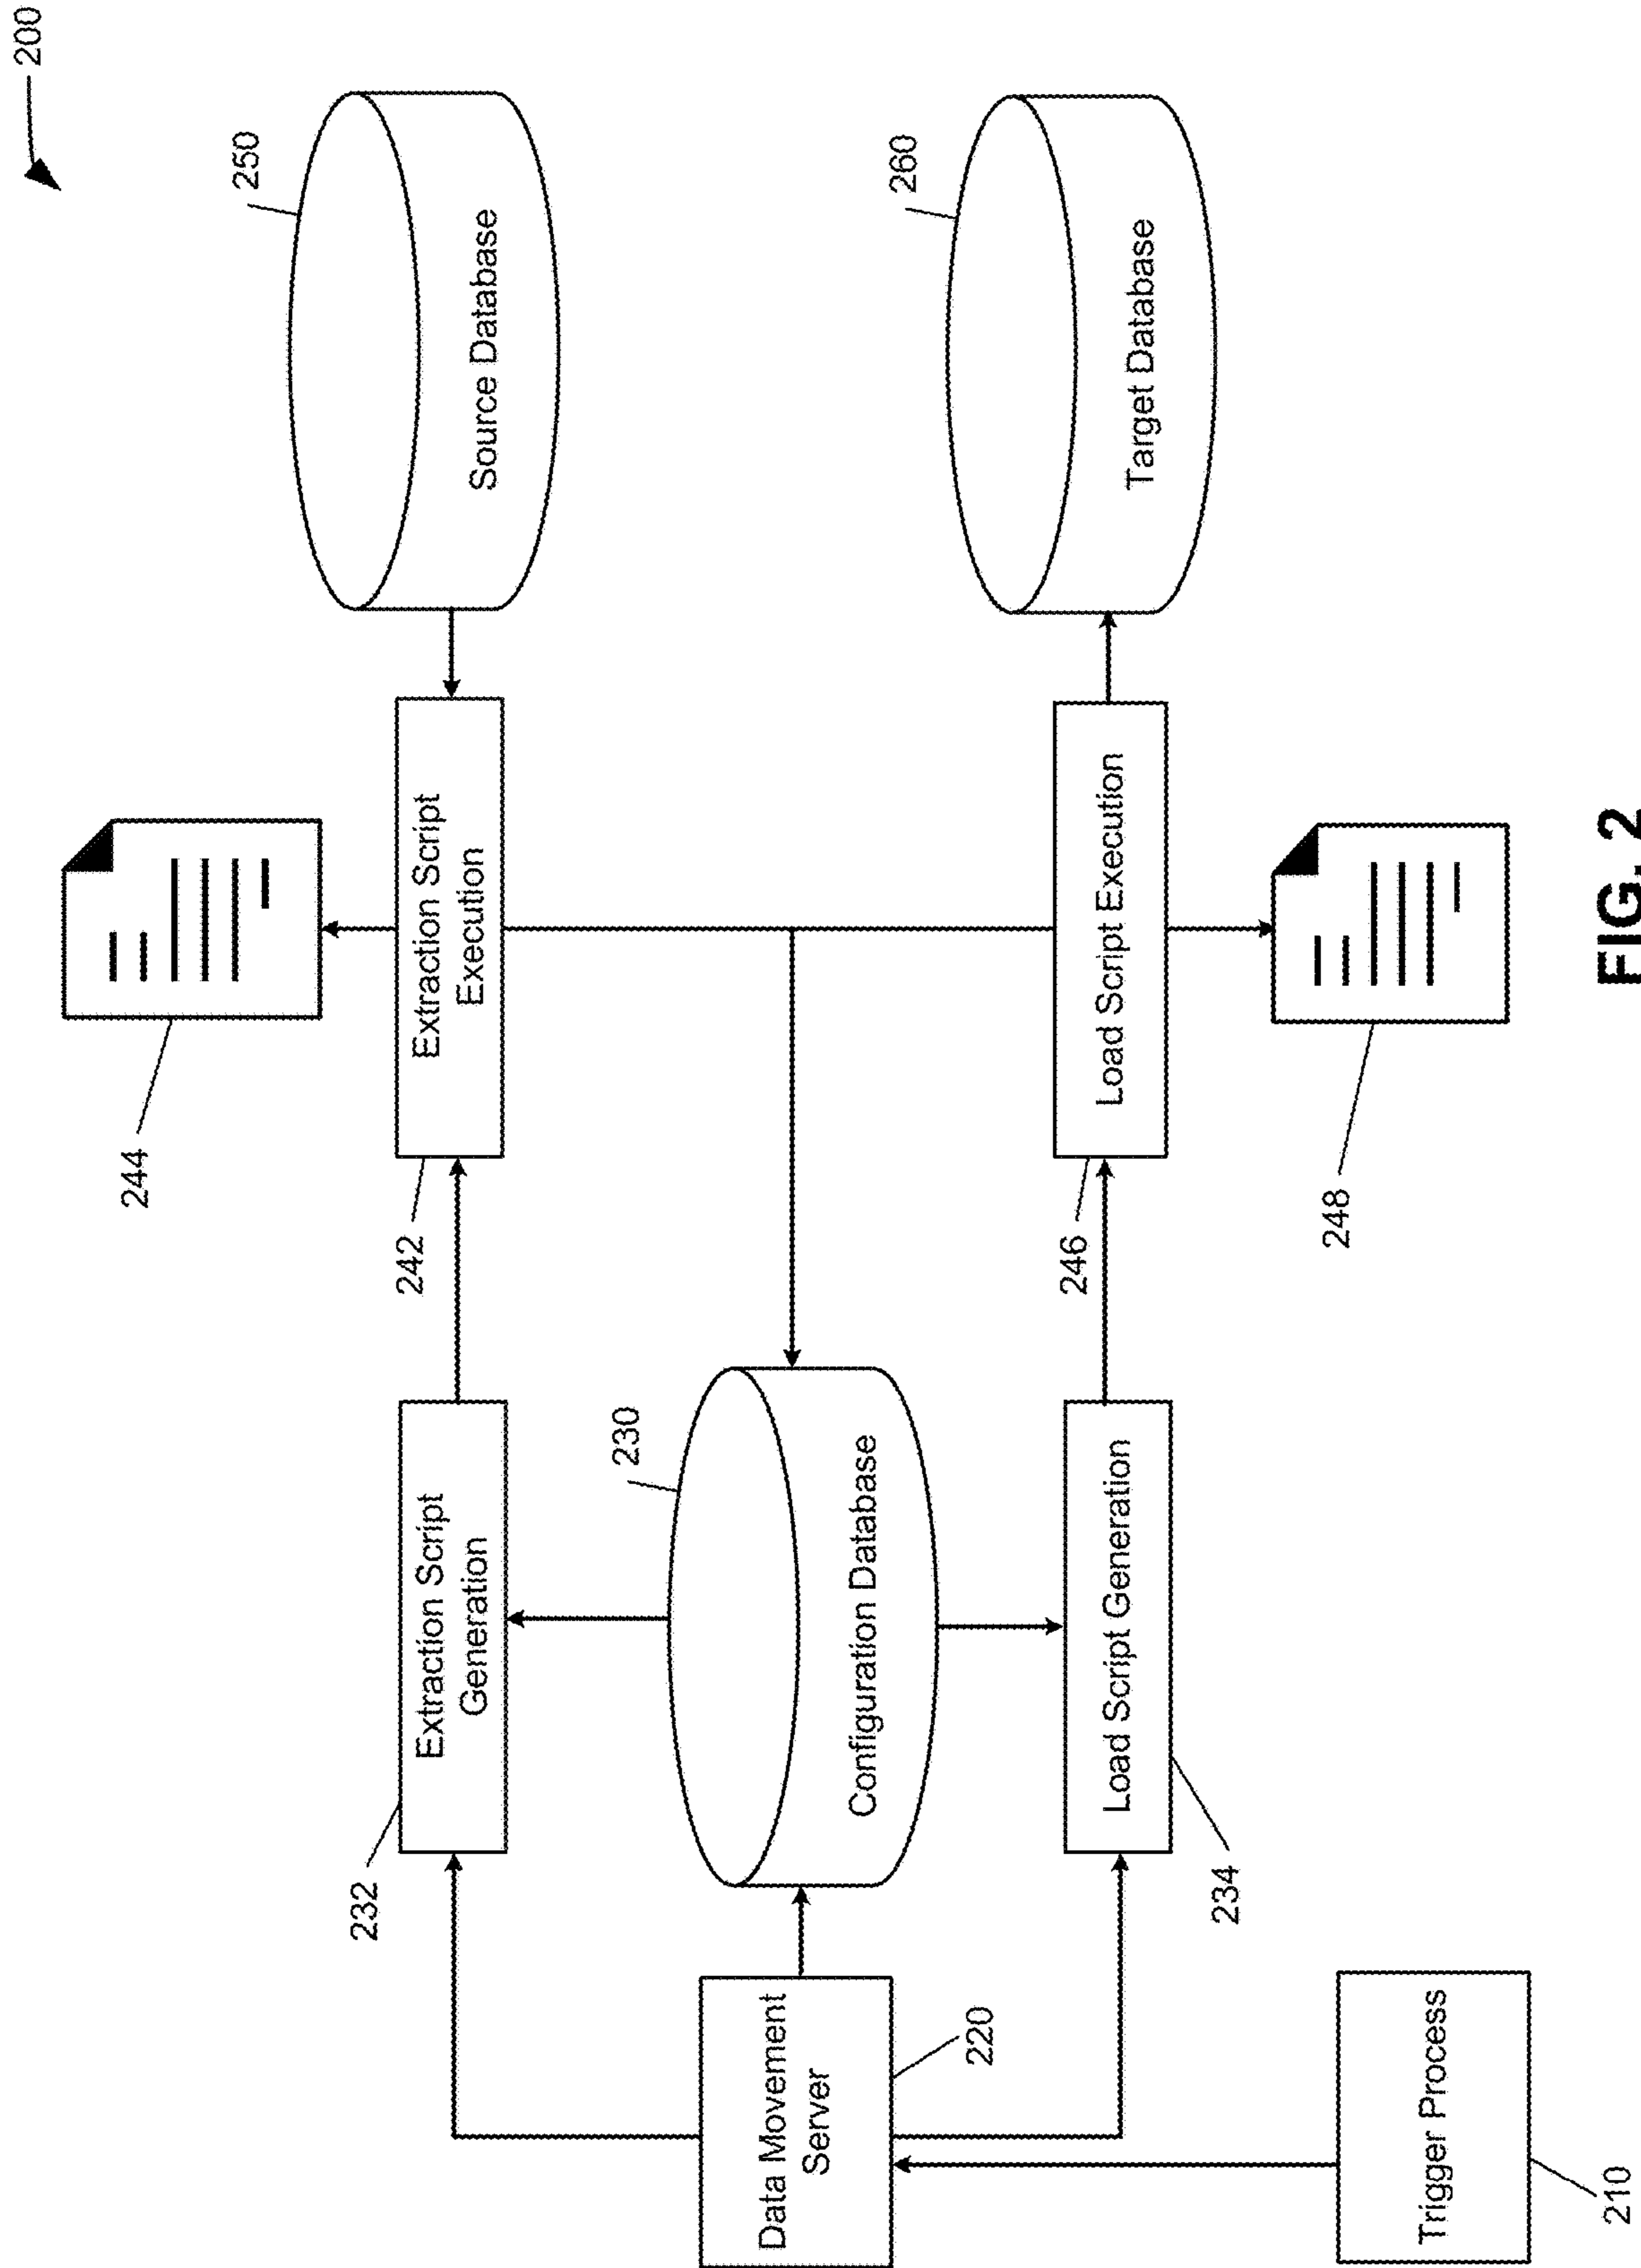 200
244
Extraction Script
Execution
242
250
Source Database
232
Extraction Script
Generation
230
Configuration Database
Data Movement
Server
220
234
Load Script Generation
246
Load Script Execution
248
260
Target Database
Trigger Process
210
FIG. 2